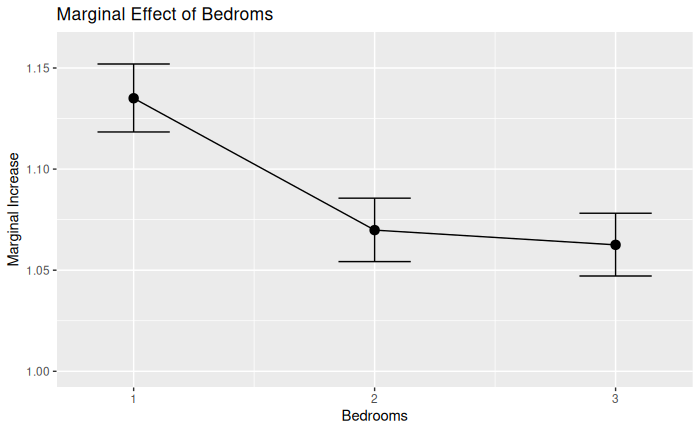 Marginal Effect of Bedroms
Marginal Increase
1.15
1.10
1.05
1.00
1 2 3
Bedrooms